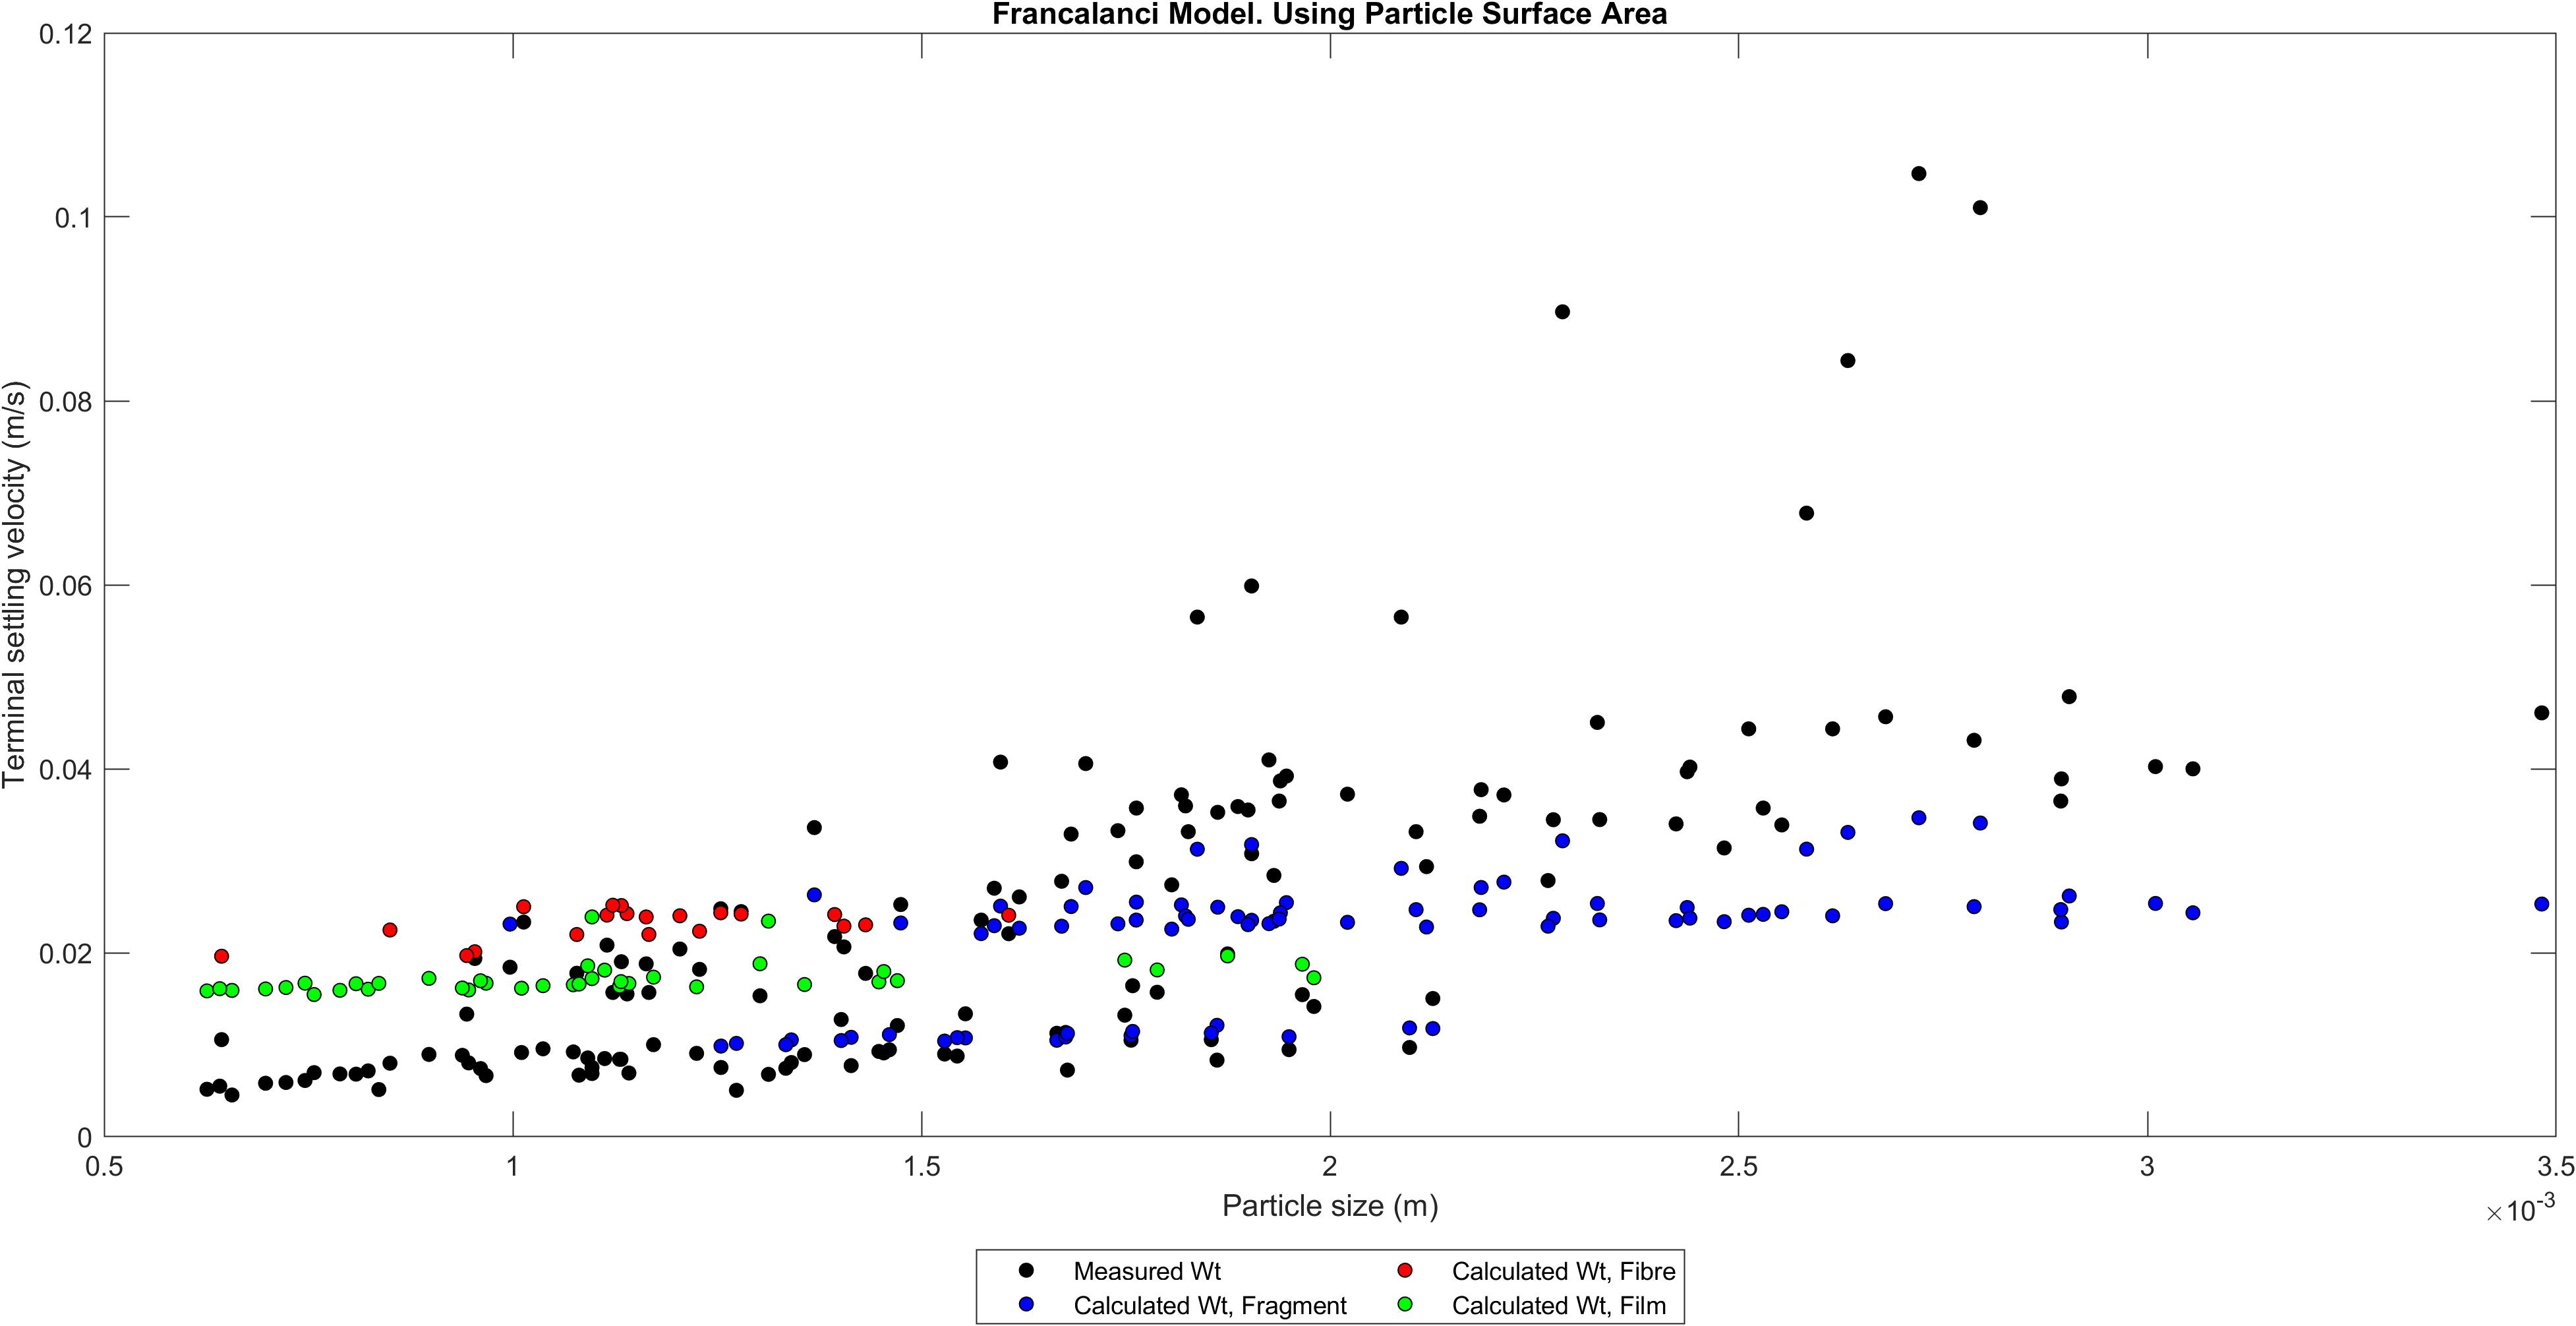 Francalanci Model. Using Particle Surface Area
0.12
0.1
0.08
0.06
0.04
0.02
0
Terminal settling velocity (m/s)
0.5 1 1.5 2 2.5 3 3.5
Particle size (m)
×10-3
Measured Wt Calculated Wt, Fibre
Calculated Wt, Fragment Calculated Wt, Film